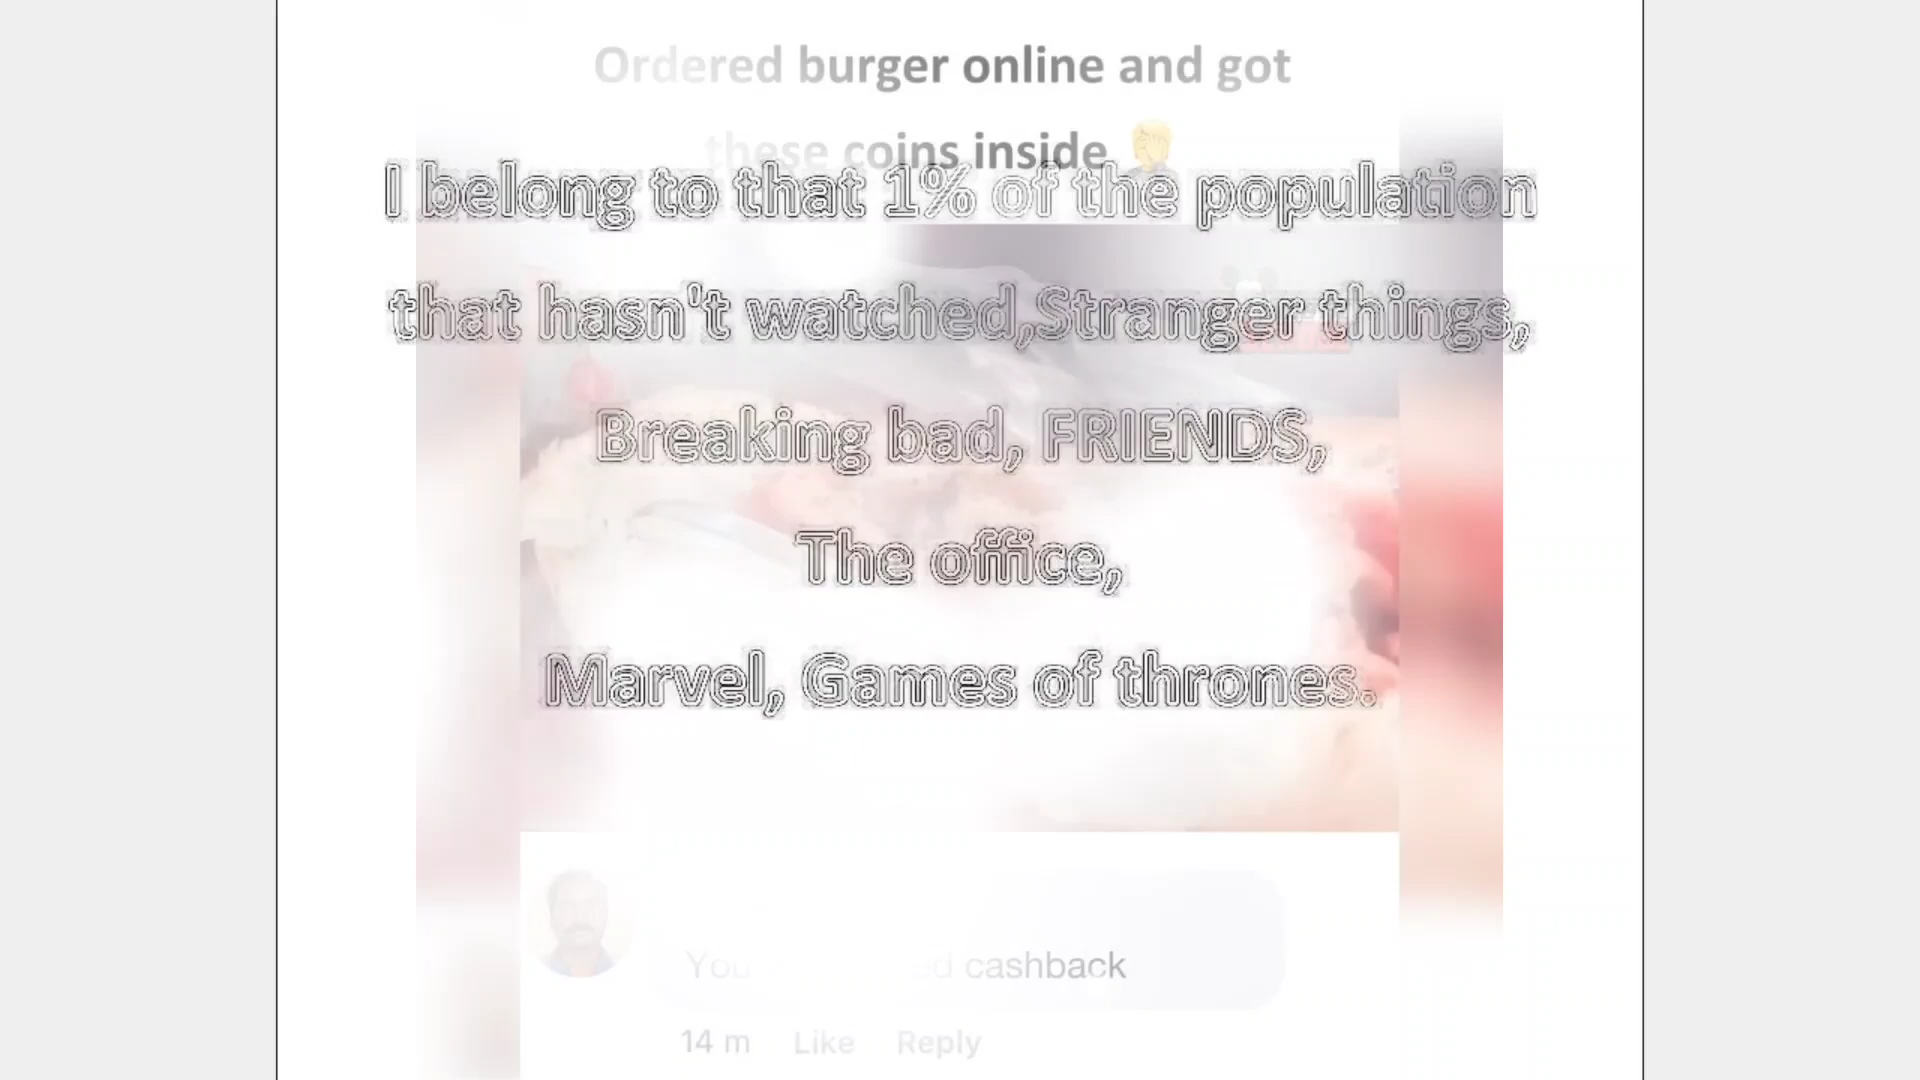 Ordered burger online and got
these coins inside
I belong to that 1% of the population
that hasn't watched,Stranger things,
Breaking bad, FRIENDS,
The office,
Marvel, Games of thrones.
cashback
14 m Like Reply